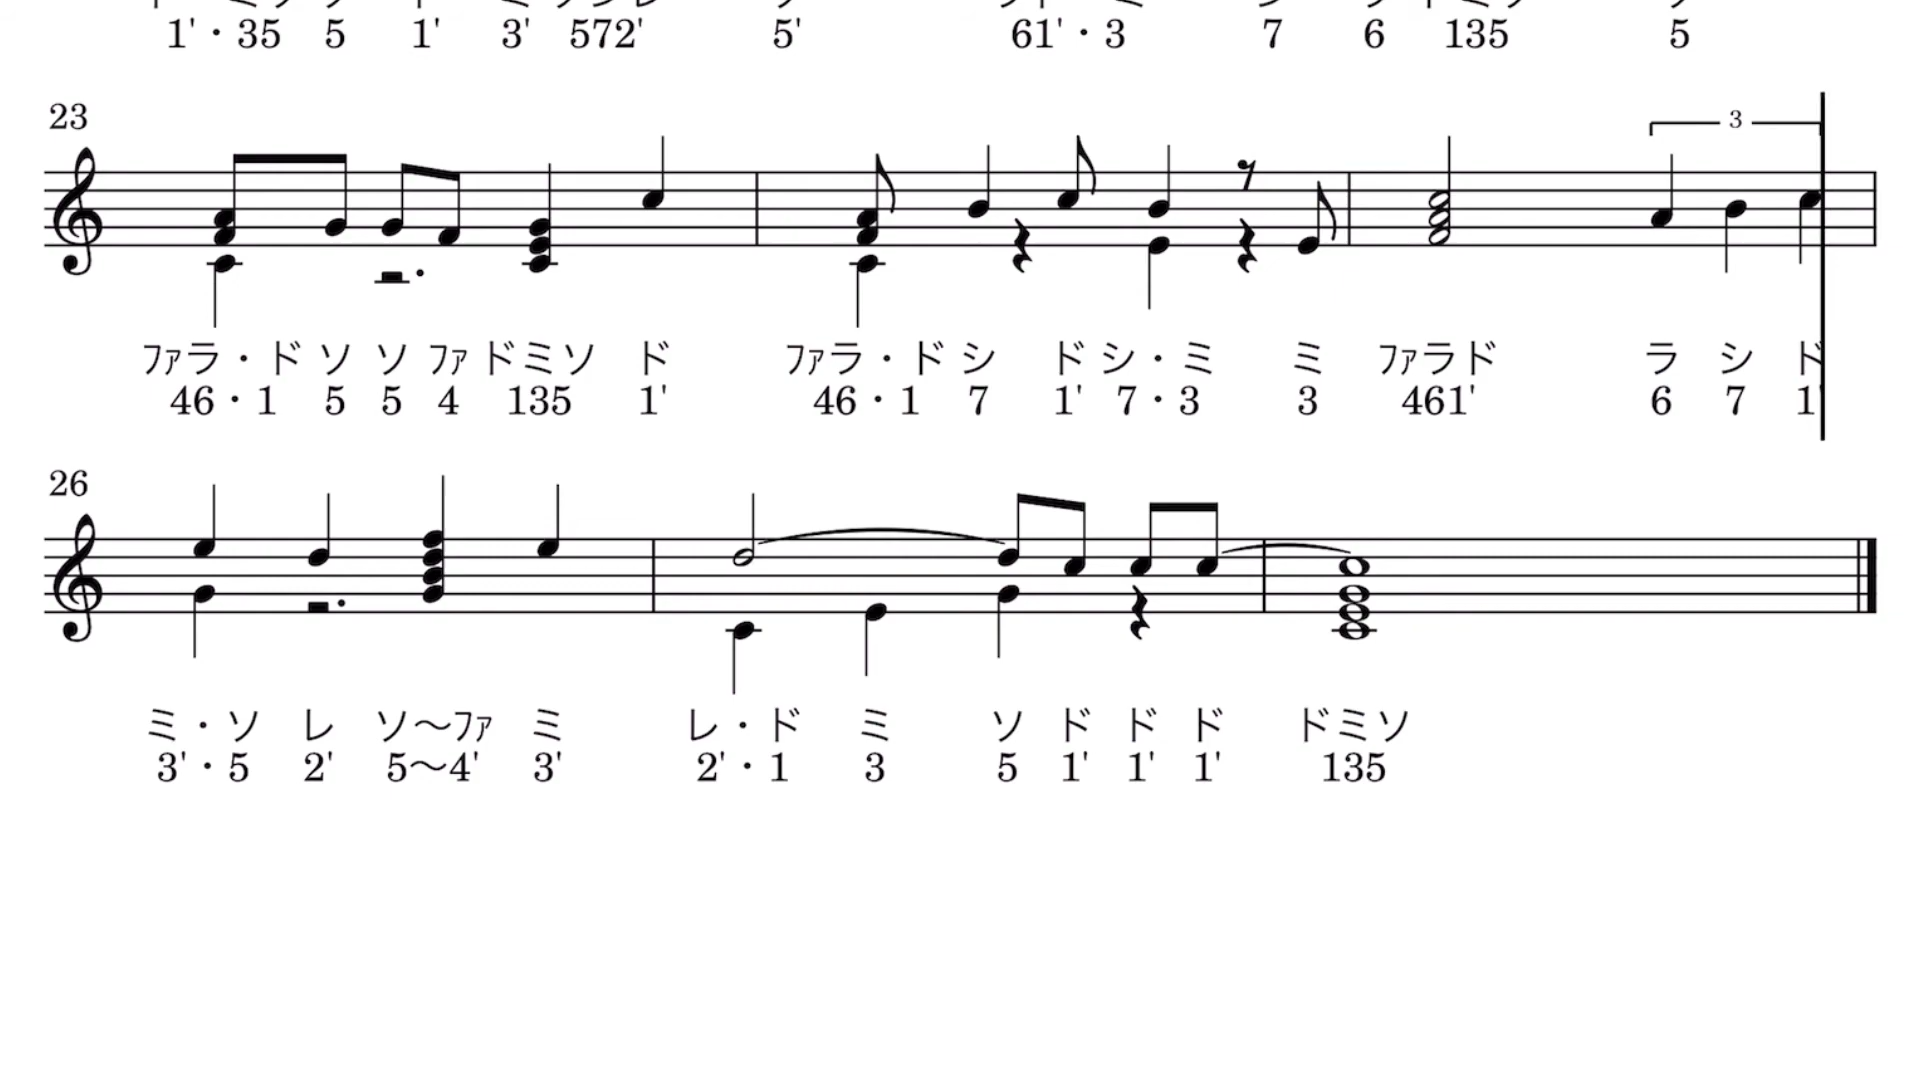 1'・35 5 1' 3' 572' 5' 61'・3 7 6 135 5
23
3
ﾌｧラ・ド ソ ソ ﾌｧ ドミソ ド ﾌｧラ・ド シ ド シ・ミ ミ ﾌｧラド ラ シ ド
46・1 5 5 4 135 1' 46・1 7 1' 7・3 3 461' 6 7 1'
26
ミ・ソ レ ソ〜ﾌｧ ミ レ・ド ミ ソ ド ド ド ドミソ
3'・5 2' 5〜4' 3' 2'・1 3 5 1' 1' 1' 135